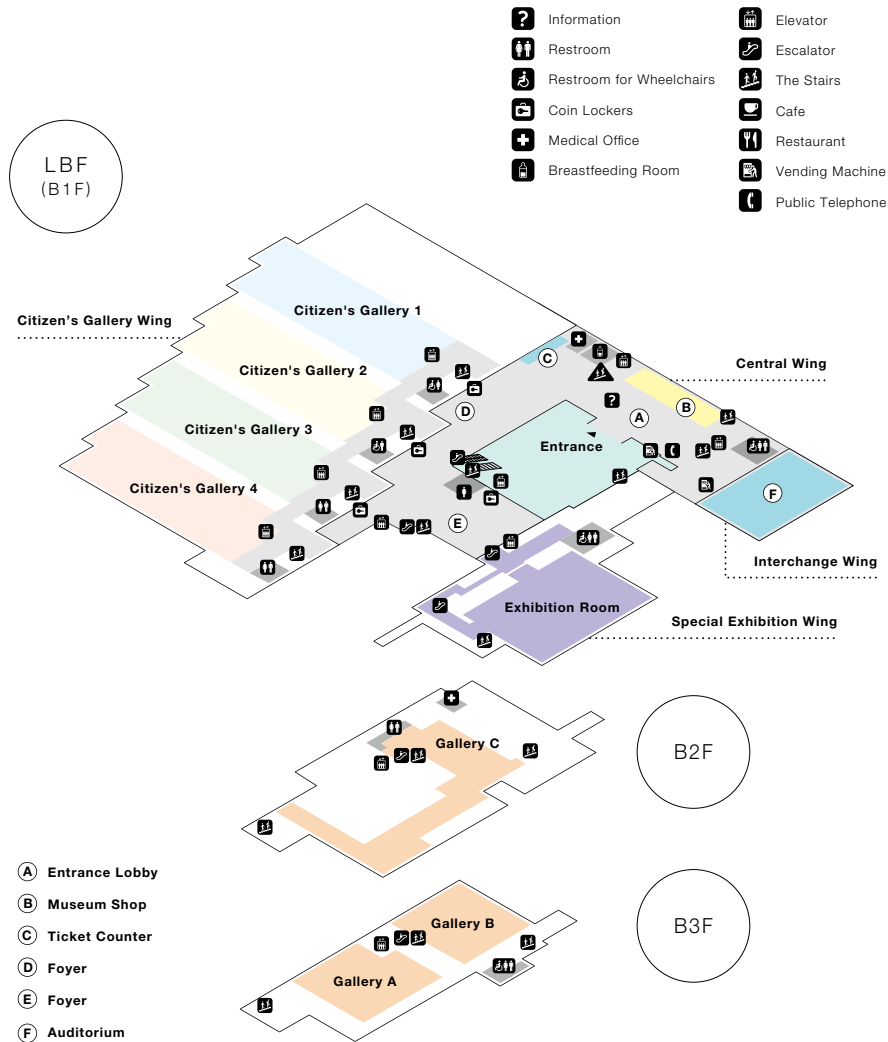 Information
Restroom
Restroom for Wheelchairs
Coin Lockers
Medical Office
Breastfeeding Room
Elevator
Escalator
The Stairs
Cafe
Restaurant
Vending Machine
Public Telephone
LBF
(B1F)
Citizen's Gallery 1
Citizen’s Gallery Wing
Citizen's Gallery 2
Citizen's Gallery 3
Citizen's Gallery 4
C
Central Wing
D
A
B
?
Entrance
F
E
Interchange Wing
Exhibition Room
Special Exhibition Wing
Gallery C
B2F
A Entrance Lobby
B Museum Shop
C Ticket Counter
D Foyer
E Foyer
F Auditorium
Gallery B
Gallery A
B3F